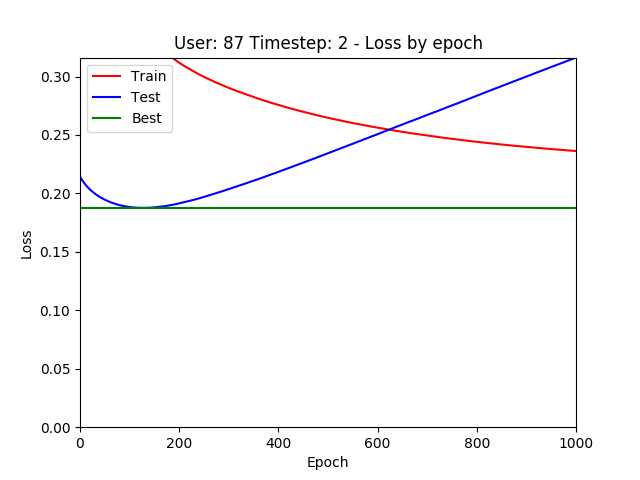 User: 87 Timestep: 2 - Loss by epoch
Train
Test
Best
0.30
0.25
0.20
0.15
0.10
0.05
0.00
Loss
0 200 400 600 800 1000
Epoch